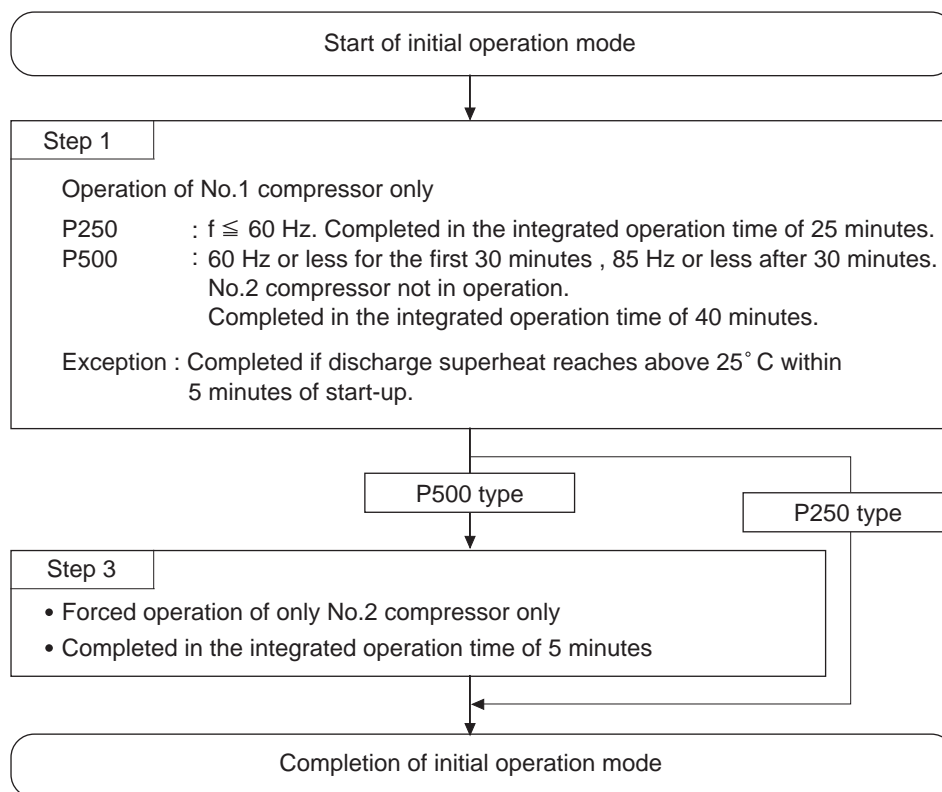 Start of initial operation mode
Step 1
Operation of No.1 compressor only
P250 : f ≦ 60 Hz. Completed in the integrated operation time of 25 minutes.
P500 : 60 Hz or less for the first 30 minutes , 85 Hz or less after 30 minutes.
No.2 compressor not in operation.
Completed in the integrated operation time of 40 minutes.
Exception : Completed if discharge superheat reaches above 25˚C within
5 minutes of start-up.
P500 type
P250 type
Step 3
• Forced operation of only No.2 compressor only
• Completed in the integrated operation time of 5 minutes
Completion of initial operation mode